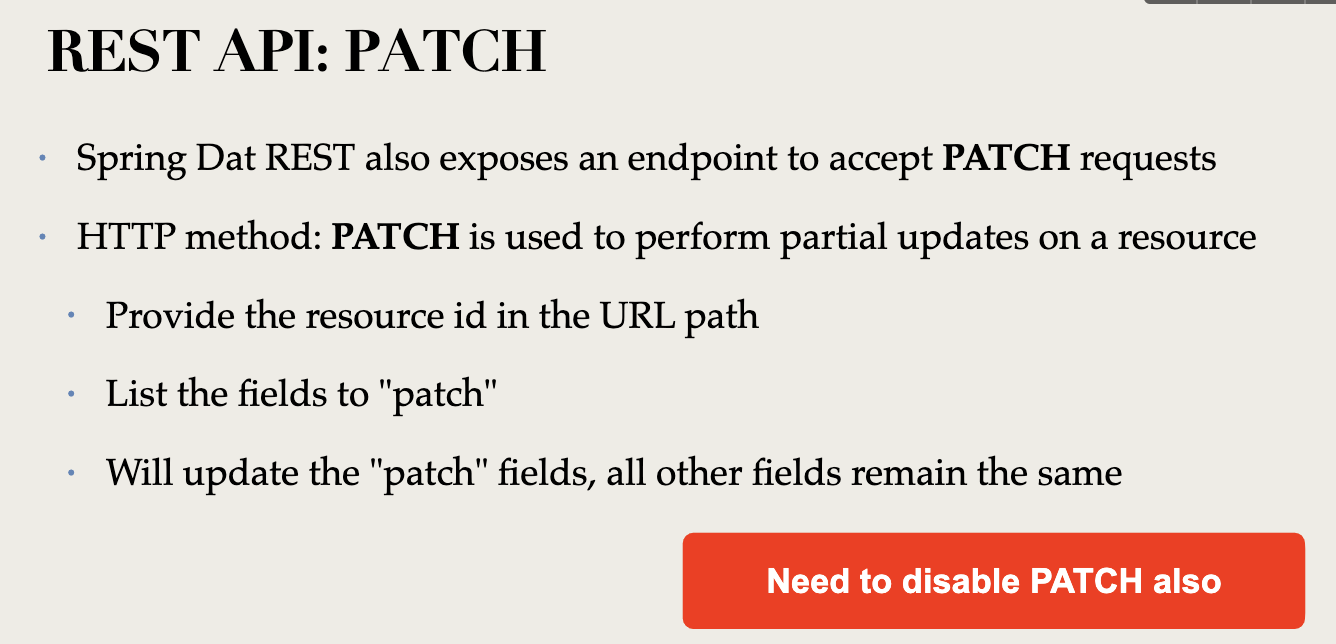 REST API: PATCH
• Spring Dat REST also exposes an endpoint to accept PATCH requests
• HTTP method: PATCH is used to perform partial updates on a resource
• Provide the resource id in the URL path
• List the fields to "patch"
• Will update the "patch" fields, all other fields remain the same
Need to disable PATCH also